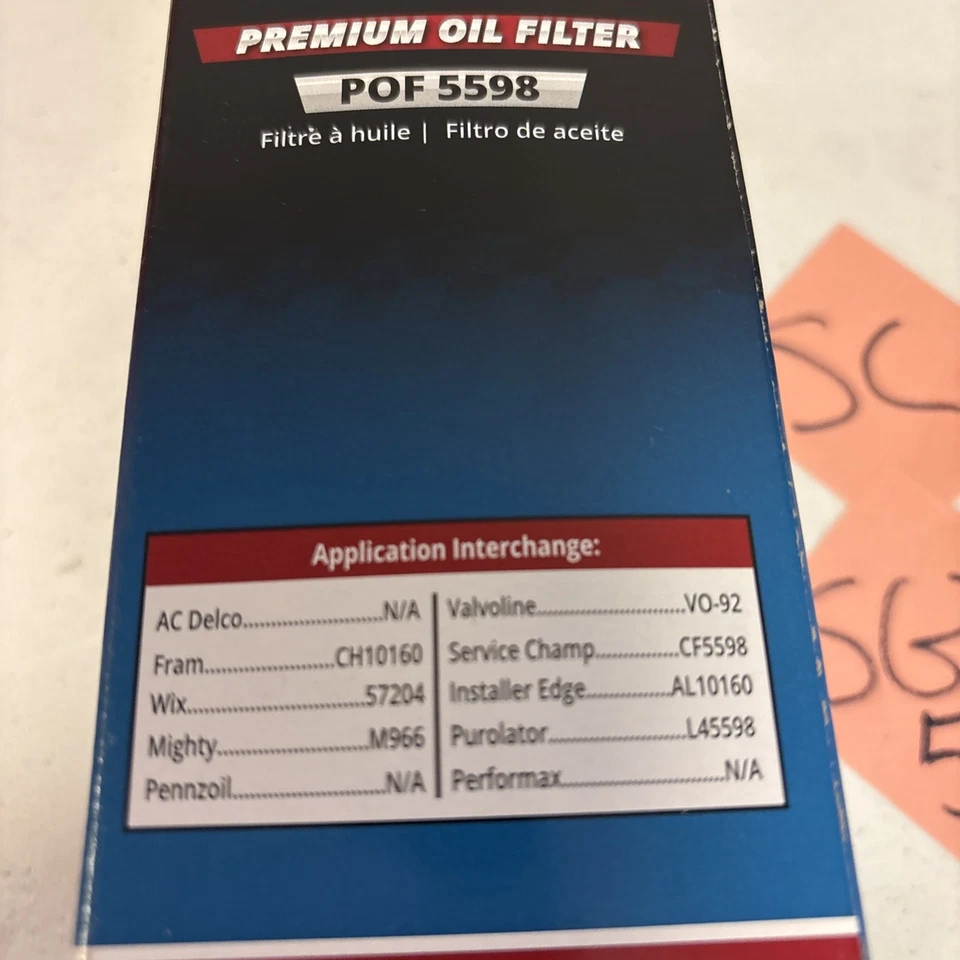 PREMIUM OIL FILTER
POF 5598
Filtre à huile | Filtro de aceite
Application Interchange:
AC Delco.......................N/A
Fram.......................CH10160
Wix..............................57204
Mighty..........................M966
Pennzoil..........................N/A
Valvoline..........................VO-92
Service Champ..............CF5598
Installer Edge...............AL10160
Purolator........................L45598
Performax............................N/A
SC